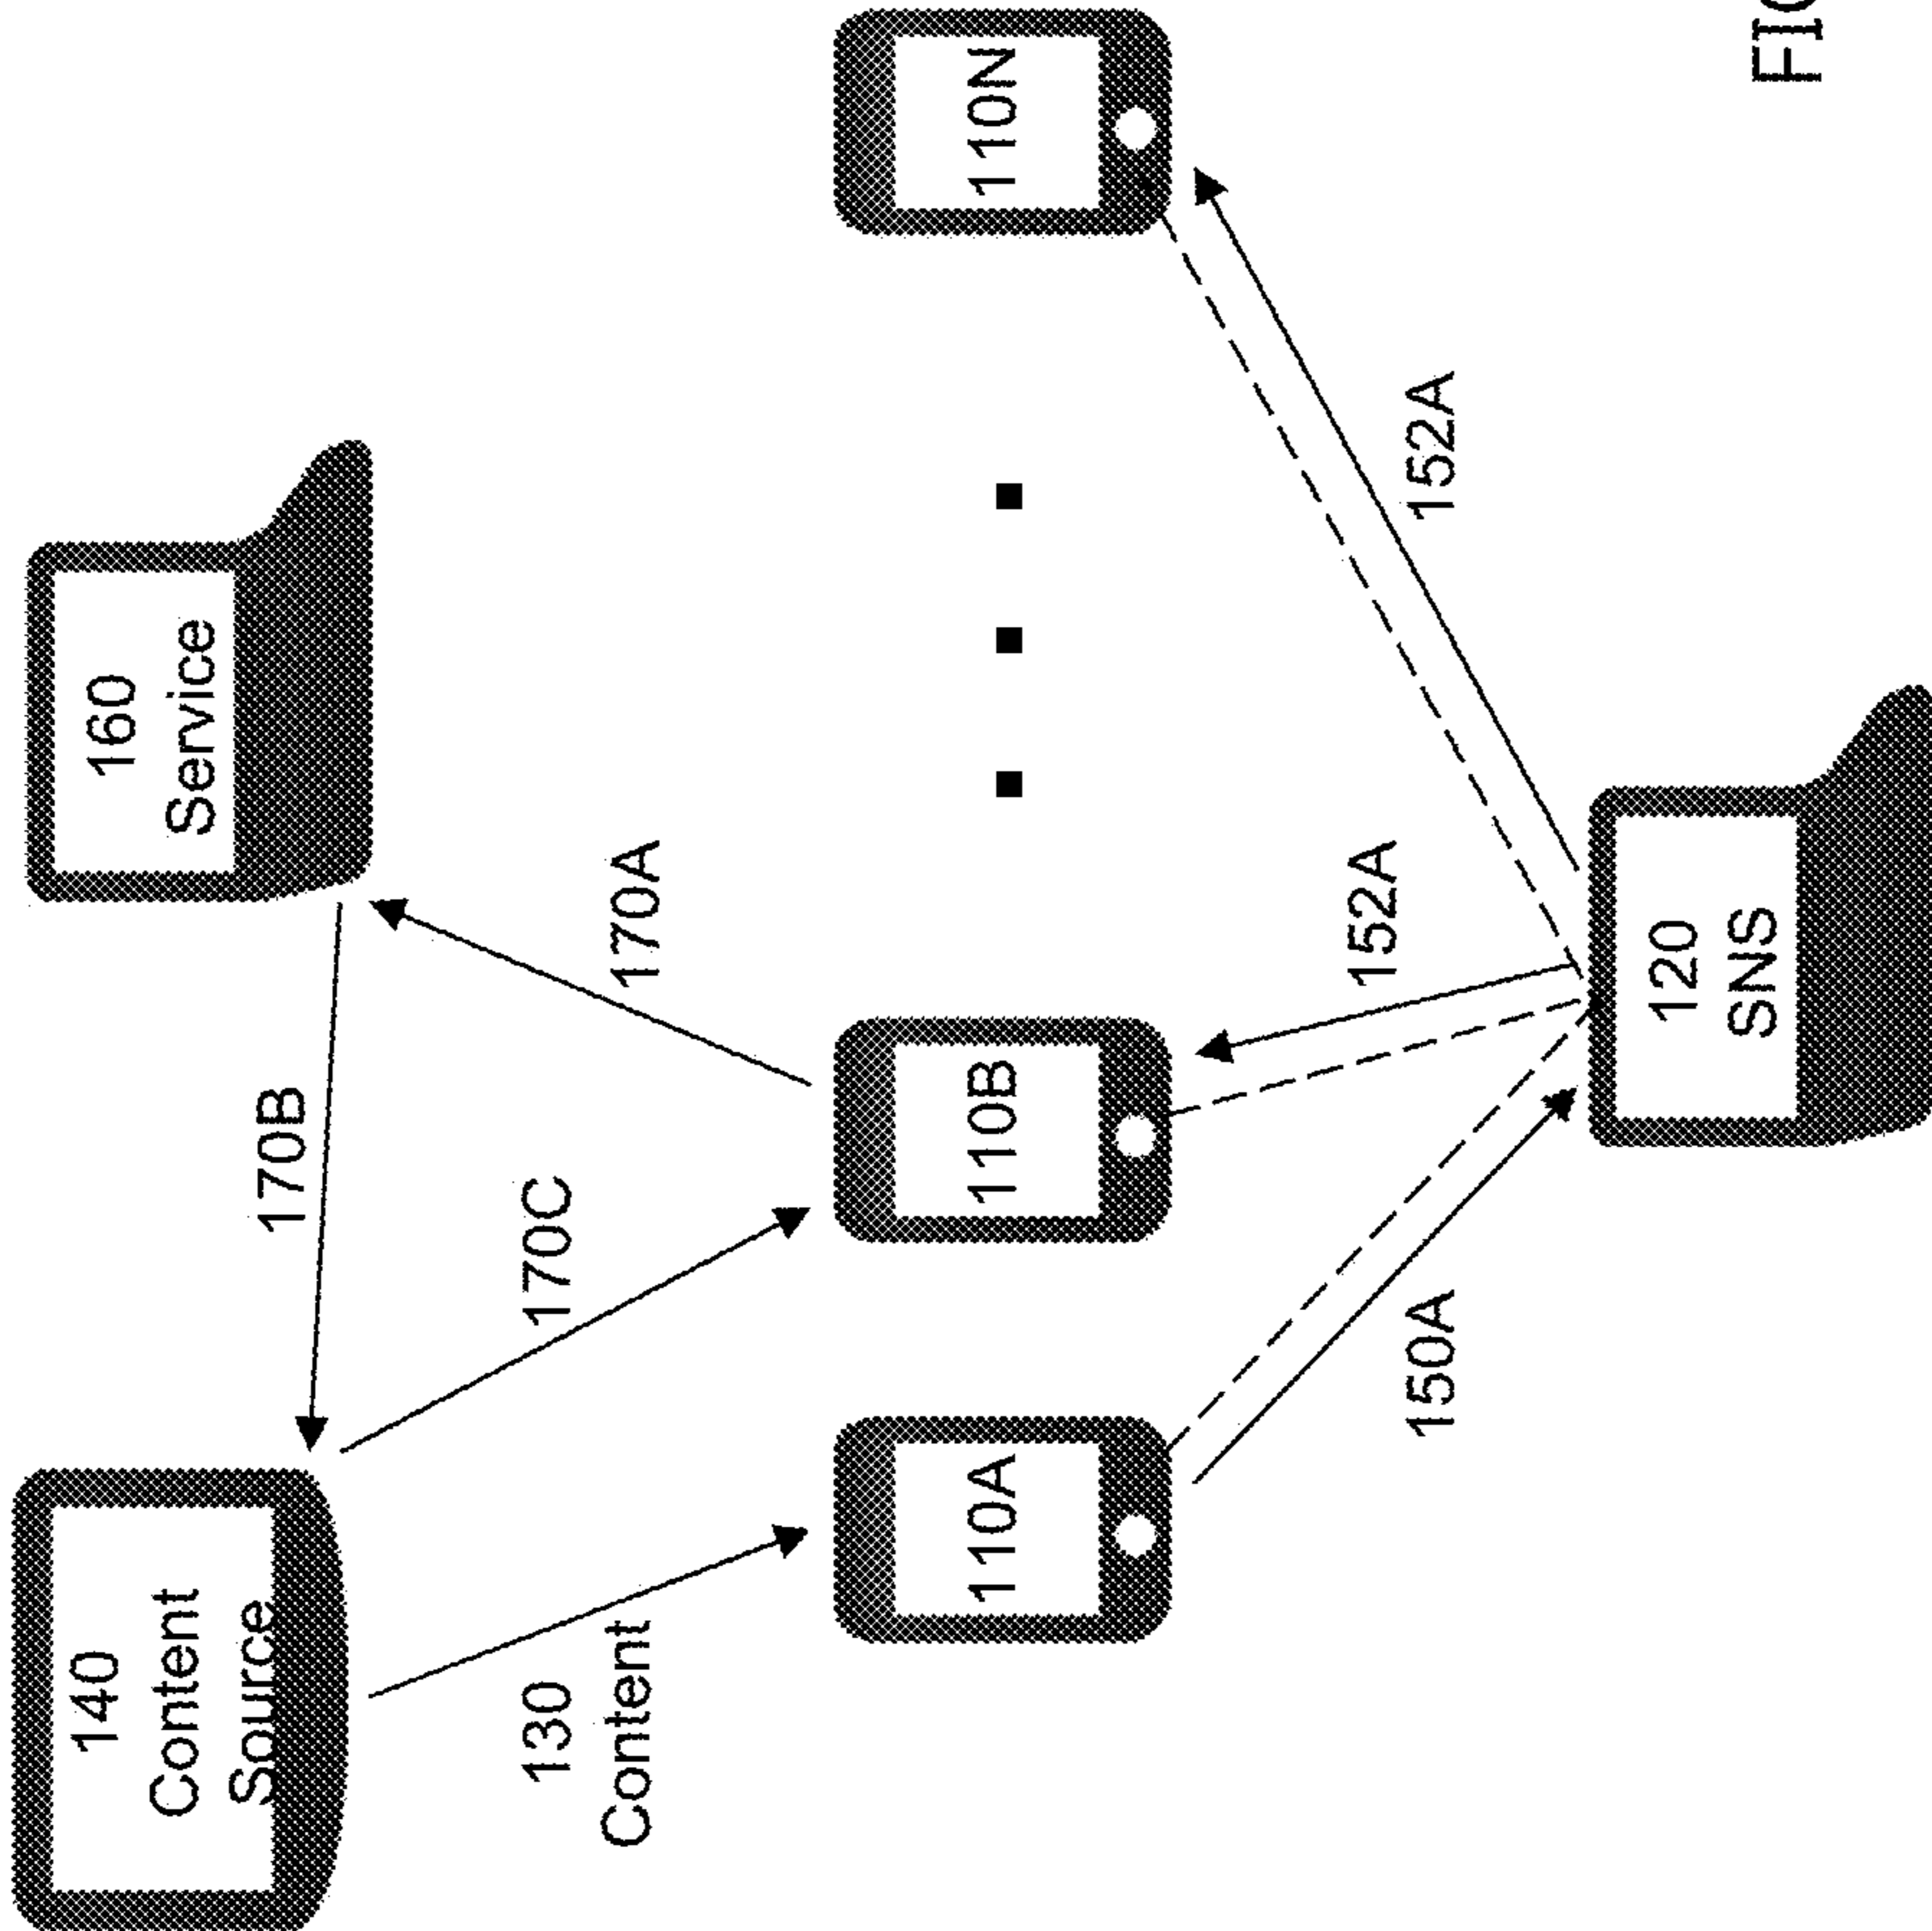 140
Content
Source
160
Service
170B
170C
170A
130
Content
110A
110B
110N
150A
152A
152A
120
SNS